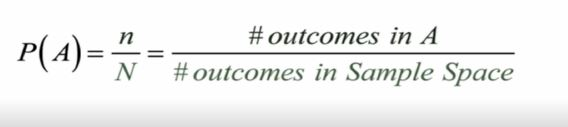 P(A) = n/N = # outcomes in A / # outcomes in Sample Space